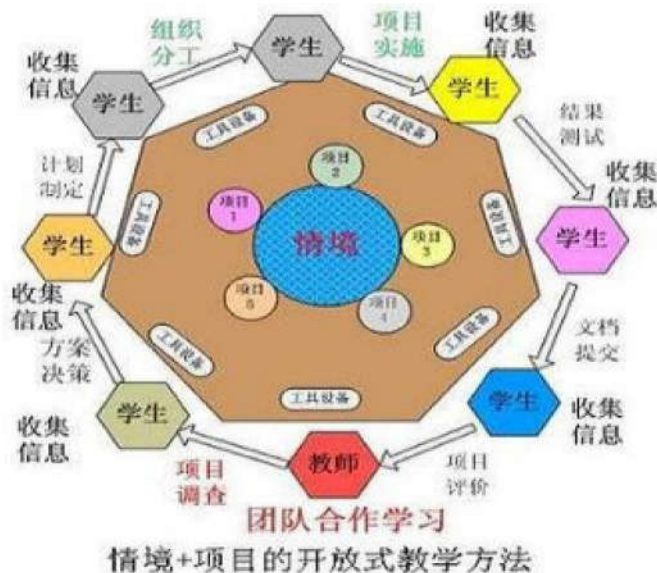 组织
分工
学生
项目
实施
收集
信息
学生
收集
信息
学生
结果
测试
计划
制定
工具设备
工具设备
项目
2
项目
1
情境
项目
3
项目
5
项目
4
工具设备
工具设备
收集
信息
学生
学生
收集
信息
方案
决策
工具设备
工具设备
文档
提交
学生
收集
信息
工具设备
学生
收集
信息
教师
项目
调查
项目
评价
团队合作学习
情境+项目的开放式教学方法